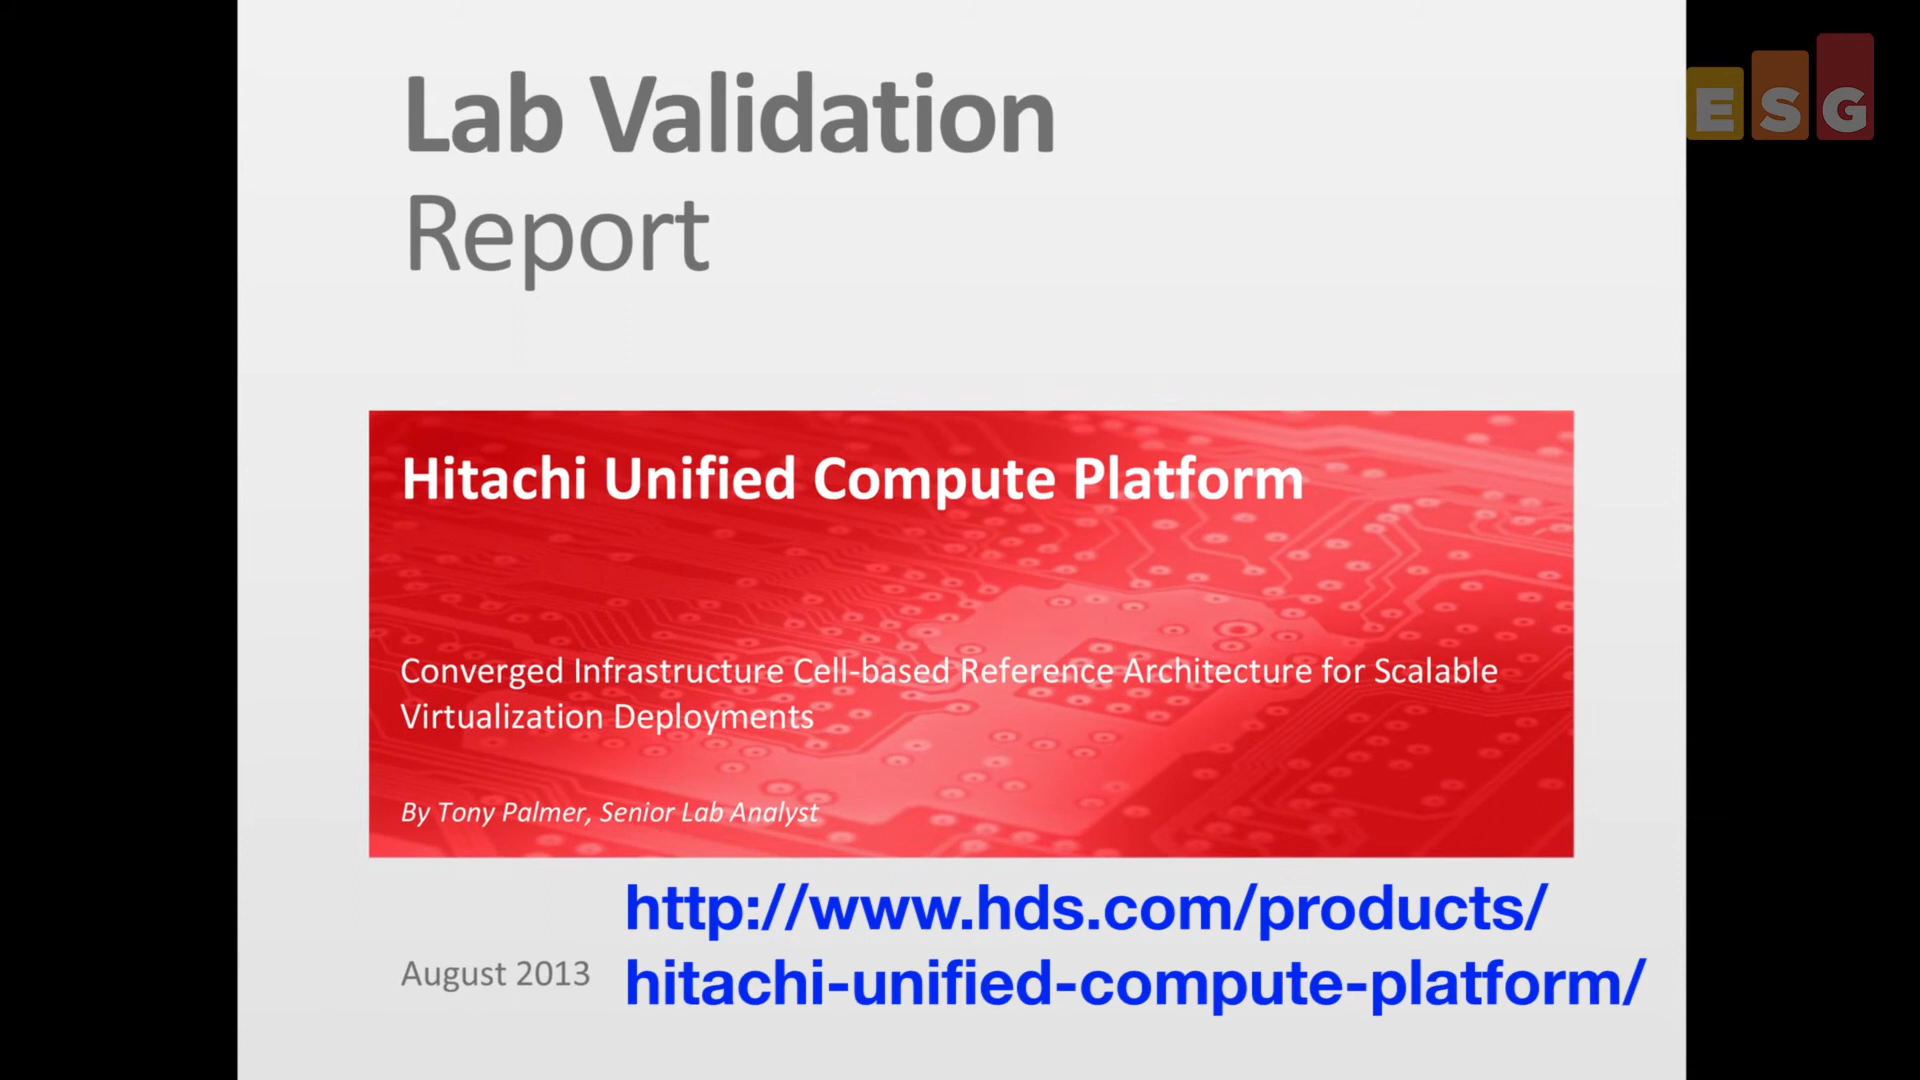 Lab Validation
Report
ESG
Hitachi Unified Compute Platform
Converged Infrastructure Cell-based Reference Architecture for Scalable
Virtualization Deployments
By Tony Palmer, Senior Lab Analyst
August 2013
http://www.hds.com/products/
hitachi-unified-compute-platform/